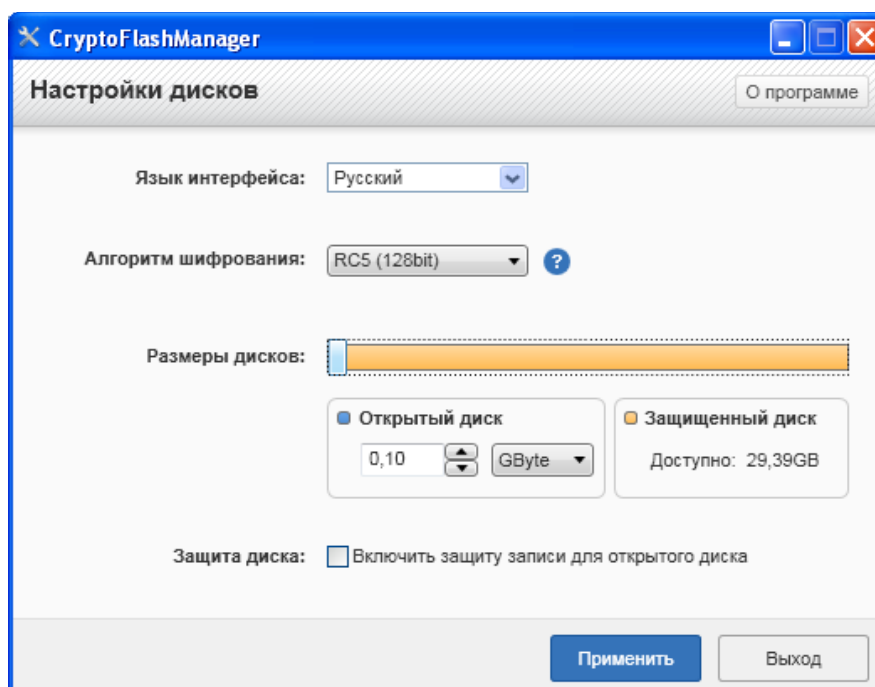 CryptoFlashManager
Настройки дисков
О программе
Язык интерфейса: Русский
Алгоритм шифрования: RC5 (128bit) ?
Размеры дисков:
Открытый диск
0,10 GByte
Защищенный диск
Доступно: 29,39GB
Защита диска: Включить защиту записи для открытого диска
Применить
Выход